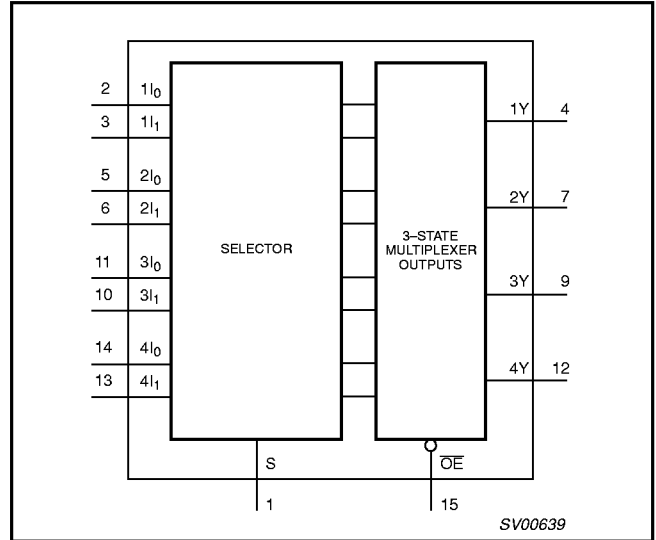 2 1I0
3 1I1
5 2I0
6 2I1
11 3I0
10 3I1
14 4I0
13 4I1
SELECTOR
3–STATE
MULTIPLEXER
OUTPUTS
1Y 4
2Y 7
3Y 9
4Y 12
S
1
O̅E̅
15
SV00639